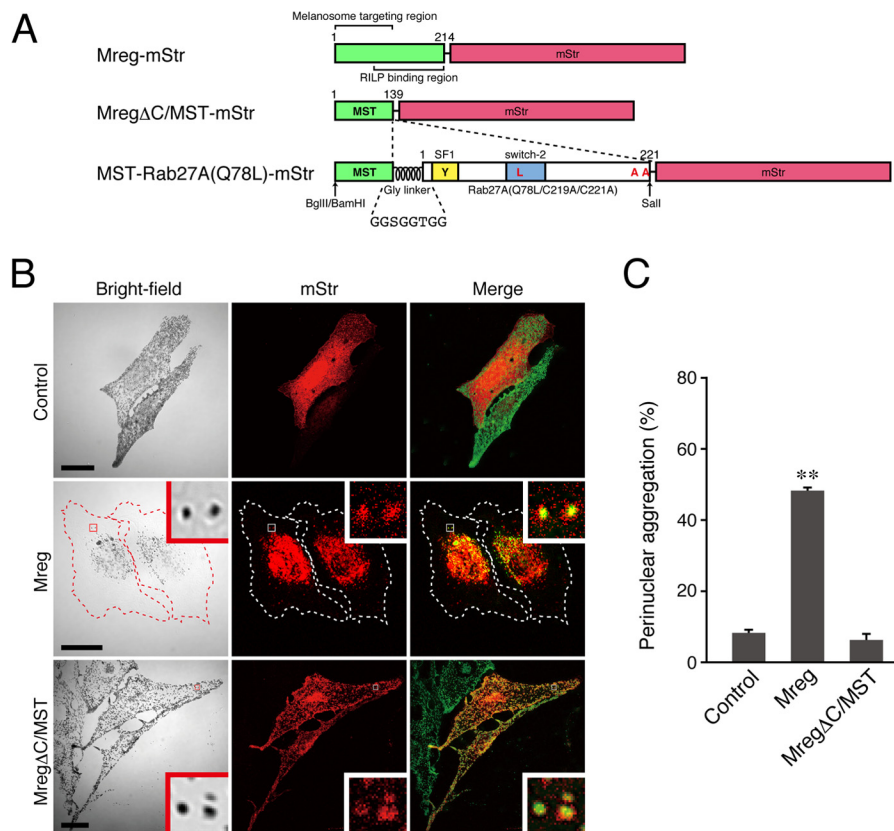 A
Melanosome targeting region
1 214
Mreg-mStr
mStr
RILP binding region
1 139
MregΔC/MST-mStr
MST
mStr
1 SF1 switch-2 221
MST-Rab27A(Q78L)-mStr
MST Y L A A mStr
Gly linker Rab27A(Q78L/C219A/C221A)
BglII/BamHI SalI
GGSGGTGG
B
Bright-field mStr Merge
Control
Mreg
MregΔC/MST
C
Perinuclear aggregation (%)
80
60
40
20
0
**
Control
Mreg
MregΔC/MST